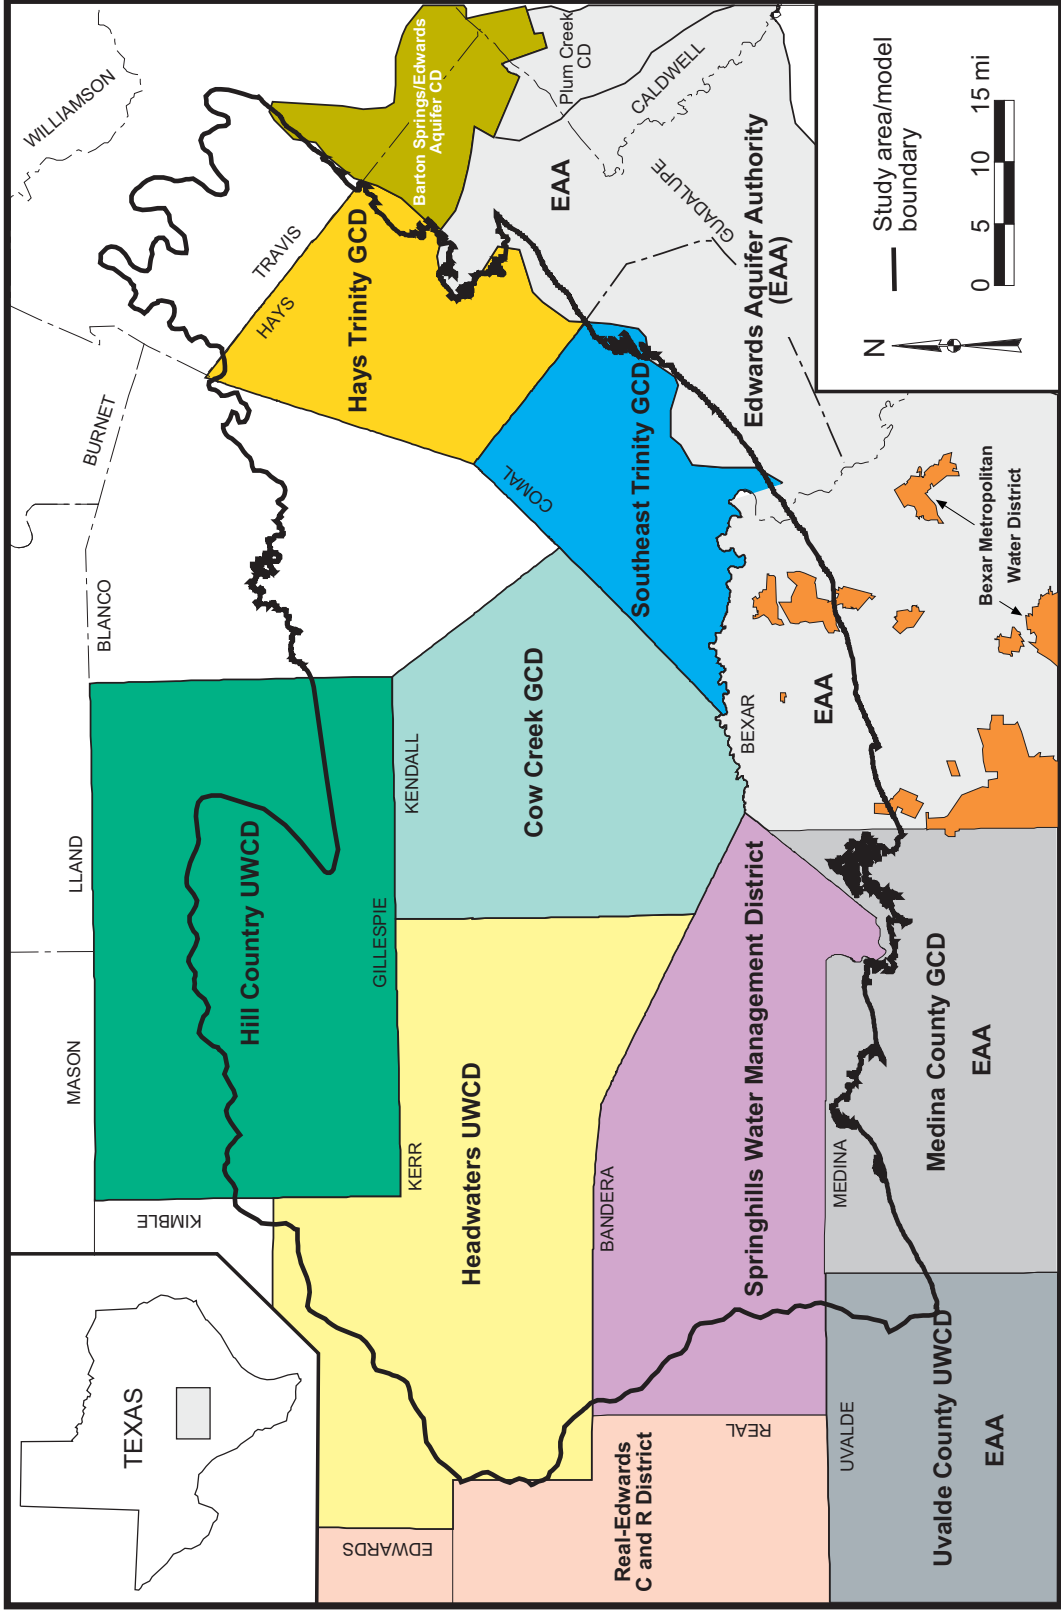 TEXAS
KIMBLE
MASON
LLAND
BLANCO
BURNET
WILLIAMSON
Hill Country UWCD
GILLESPIE
TRAVIS
HAYS
Hays Trinity GCD
Barton Springs/Edwards
Aquifer CD
Plum Creek
CD
CALDWELL
EDWARDS
KERR
Headwaters UWCD
KENDALL
Cow Creek GCD
COMAL
Southeast Trinity GCD
EAA
GUADALUPE
Edwards Aquifer Authority
(EAA)
Real-Edwards
C and R District
REAL
BANDERA
Springhills Water Management District
BEXAR
EAA
UVALDE
Uvalde County UWCD
EAA
MEDINA
Medina County GCD
EAA
Bexar Metropolitan
Water District
N
Study area/model
boundary
0 5 10 15 mi